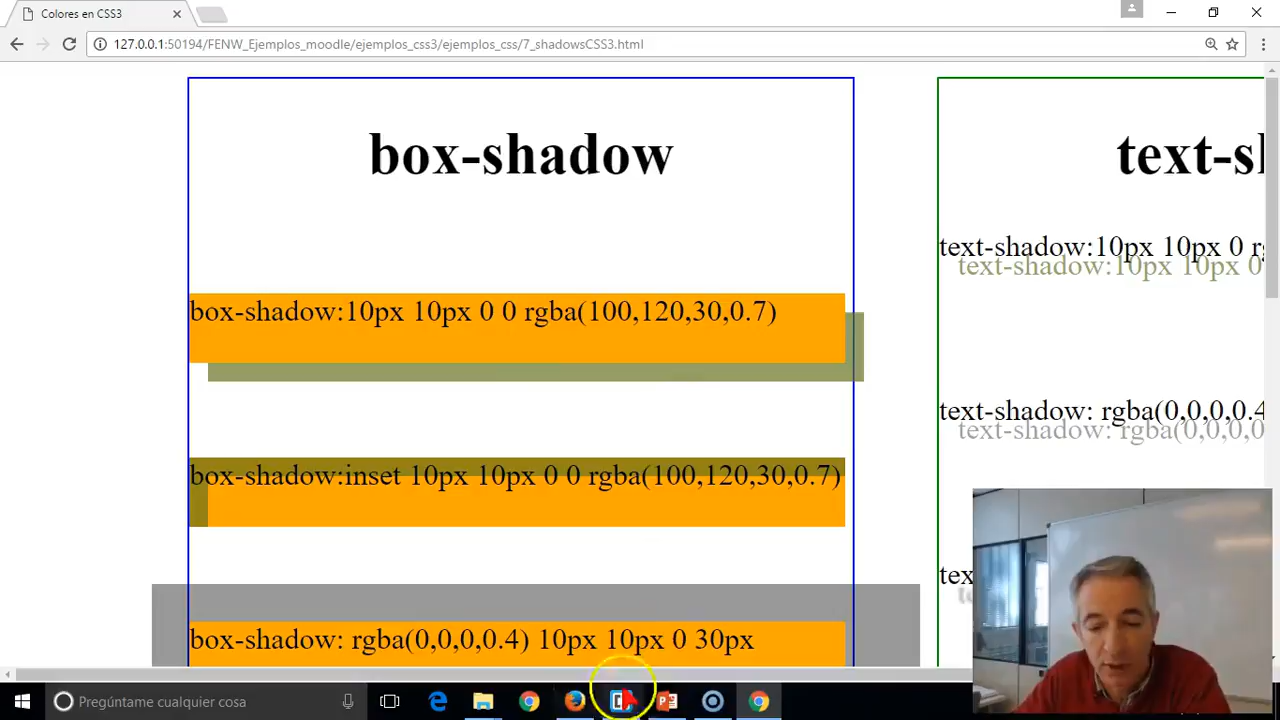 Colores en CSS3
127.0.0.1:50194/FENW_Ejemplos_moodle/ejemplos_css3/ejemplos_css/7_shadowsCSS3.html
box-shadow
box-shadow:10px 10px 0 0 rgba(100,120,30,0.7)
box-shadow:inset 10px 10px 0 0 rgba(100,120,30,0.7)
box-shadow: rgba(0,0,0,0.4) 10px 10px 0 30px
text-sl
text-shadow:10px 10px 0 rg
text-shadow:10px 10px 0
text-shadow: rgba(0,0,0,0.4
text-shadow: rgba(0,0,0,0
tex
Pregúntame cualquier cosa